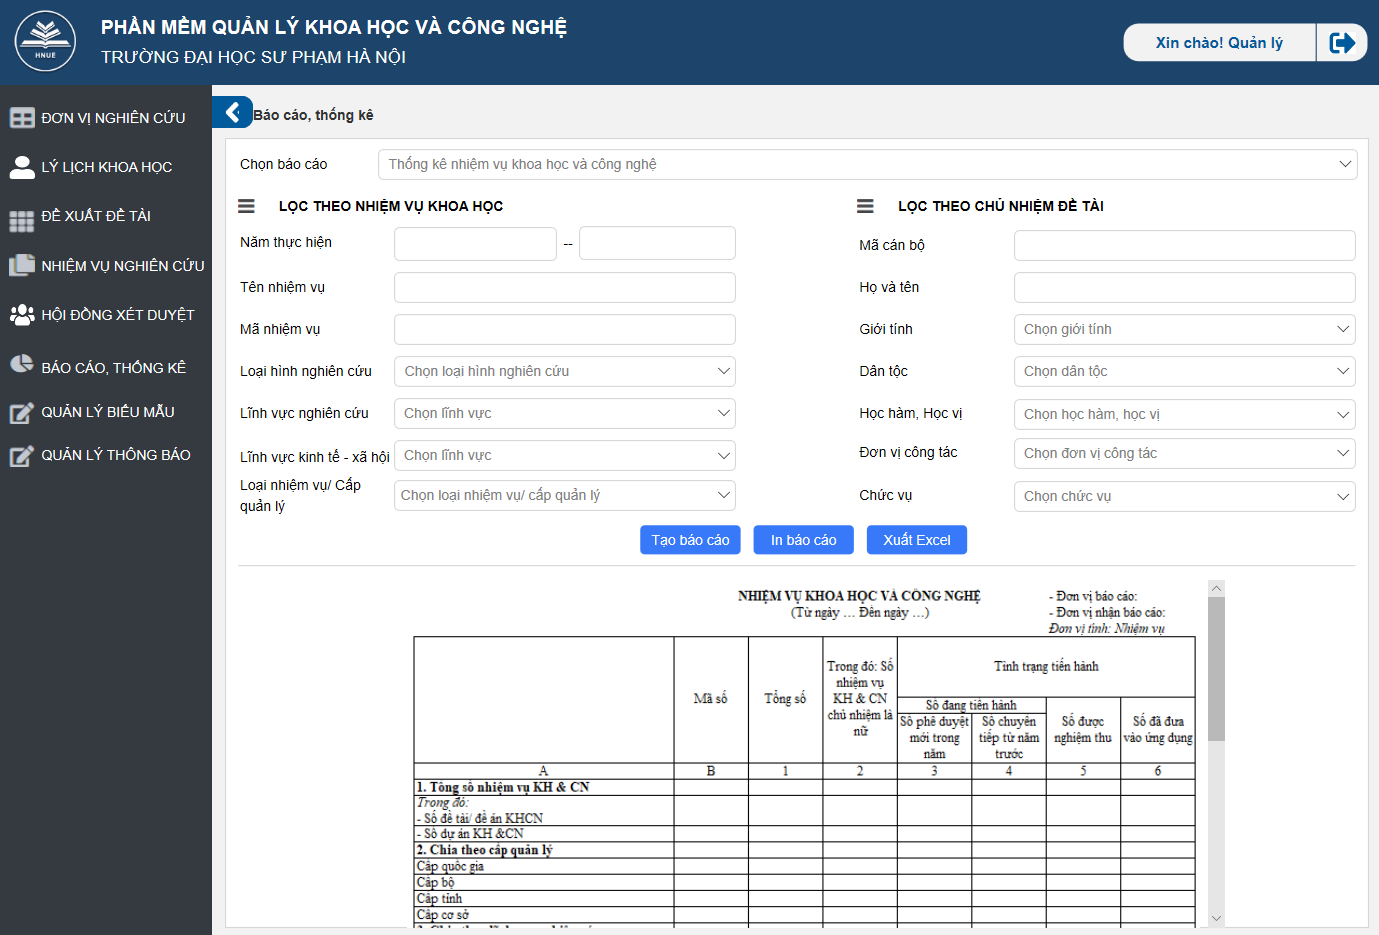 PHẦN MỀM QUẢN LÝ KHOA HỌC VÀ CÔNG NGHỆ
TRƯỜNG ĐẠI HỌC SƯ PHẠM HÀ NỘI
HNUE
Xin chào! Quản lý
ĐƠN VỊ NGHIÊN CỨU
LÝ LỊCH KHOA HỌC
ĐỀ XUẤT ĐỀ TÀI
NHIỆM VỤ NGHIÊN CỨU
HỘI ĐỒNG XÉT DUYỆT
BÁO CÁO, THỐNG KÊ
QUẢN LÝ BIỂU MẪU
QUẢN LÝ THÔNG BÁO
Báo cáo, thống kê
Chọn báo cáo
Thống kê nhiệm vụ khoa học và công nghệ
LỌC THEO NHIỆM VỤ KHOA HỌC
Năm thực hiện --
Tên nhiệm vụ
Mã nhiệm vụ
Loại hình nghiên cứu Chọn loại hình nghiên cứu
Lĩnh vực nghiên cứu Chọn lĩnh vực
Lĩnh vực kinh tế - xã hội Chọn lĩnh vực
Loại nhiệm vụ/ Cấp
quản lý
Chọn loại nhiệm vụ/ cấp quản lý
LỌC THEO CHỦ NHIỆM ĐỀ TÀI
Mã cán bộ
Họ và tên
Giới tính Chọn giới tính
Dân tộc Chọn dân tộc
Học hàm, Học vị Chọn học hàm, học vị
Đơn vị công tác Chọn đơn vị công tác
Chức vụ Chọn chức vụ
Tạo báo cáo In báo cáo Xuất Excel
NHIỆM VỤ KHOA HỌC VÀ CÔNG NGHỆ
(Từ ngày ... Đến ngày ...)
- Đơn vị báo cáo:
- Đơn vị nhận báo cáo:
Đơn vị tính: Nhiệm vụ
Mã số
Tổng số
Trong đó: Số
nhiệm vụ
KH & CN
chủ nhiệm là
nữ
Tình trạng tiến hành
Số đang tiến hành
Số phê duyệt
mới trong
năm
Số chuyển
tiếp từ năm
trước
Số được
nghiệm thu
Số đã đưa
vào ứng dụng
A B 1 2 3 4 5 6
1. Tổng số nhiệm vụ KH & CN
Trong đó:
- Số đề tài/ đề án KHCN
- Số dự án KH &CN
2. Chia theo cấp quản lý
Cấp quốc gia
Cấp bộ
Cấp tỉnh
Cấp cơ sở